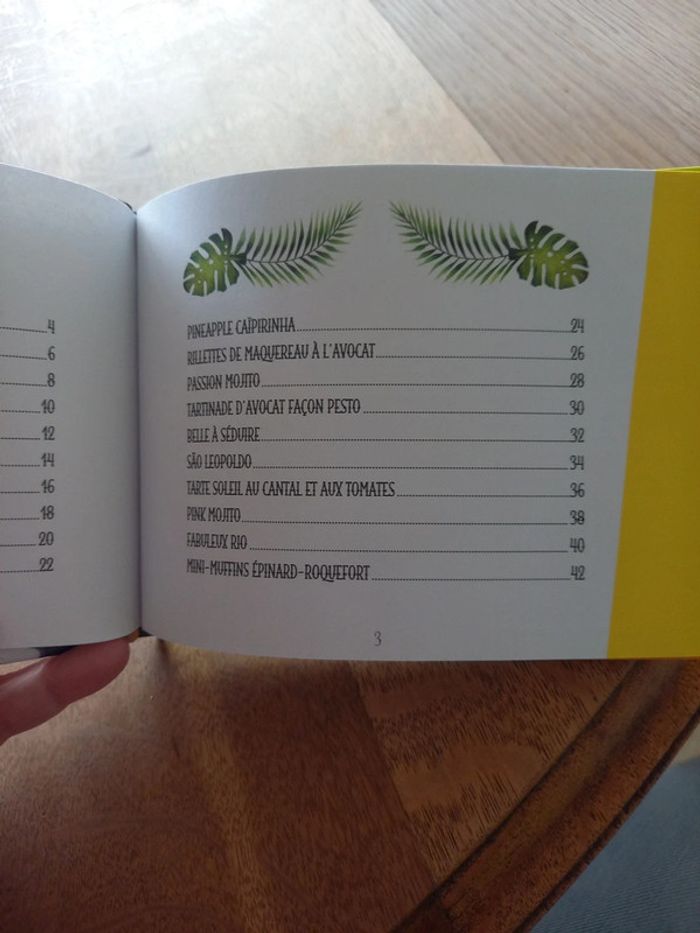 4
6
8
10
12
14
16
18
20
22
PINEAPPLE CAÏPIRINHA 24
RILLETTES DE MAQUEREAU À L'AVOCAT 26
PASSION MOJITO 28
TARTINADE D'AVOCAT FAÇON PESTO 30
BELLE À SÉDUIRE 32
SÃO LEOPOLDO 34
TARTE SOLEIL AU CANTAL ET AUX TOMATES 36
PINK MOJITO 38
FABULEUX RIO 40
MINI-MUFFINS ÉPINARD-ROQUEFORT 42
3